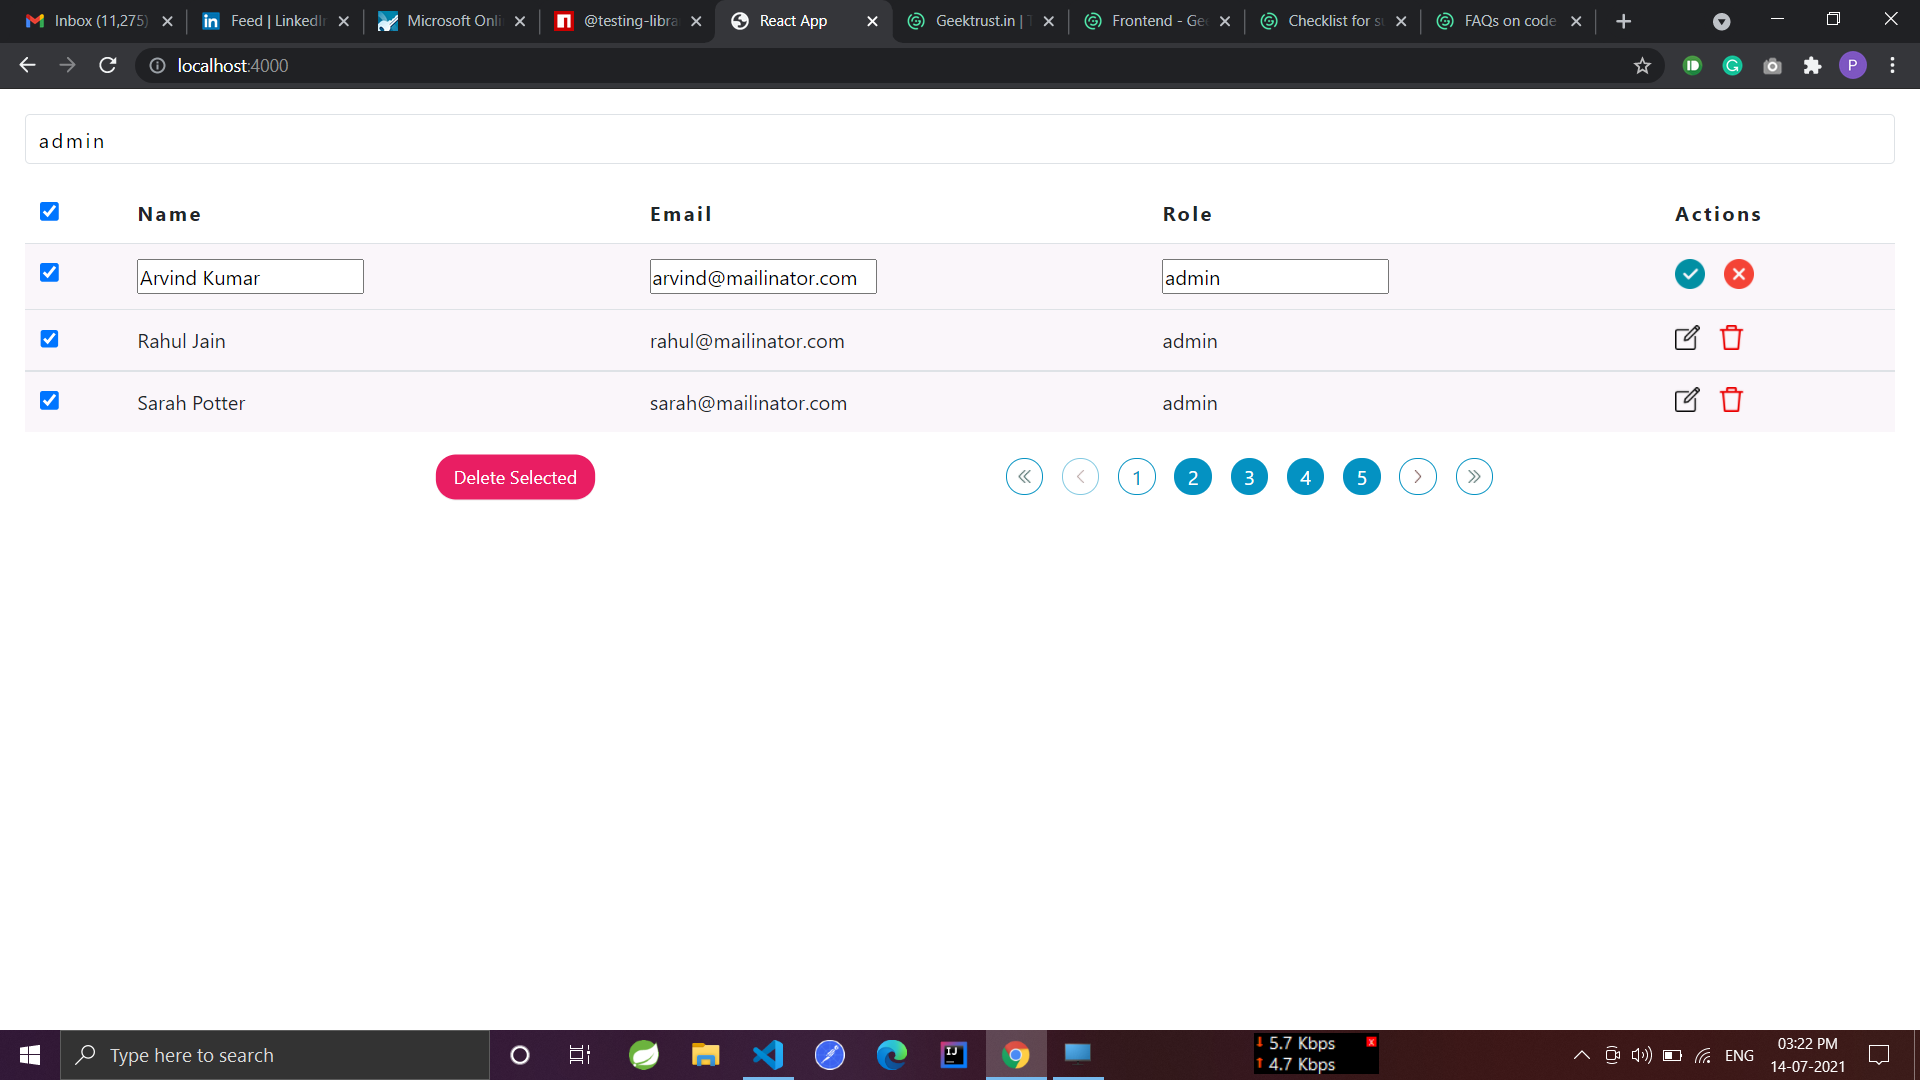 Inbox (11,275)
Feed | LinkedIn
Microsoft Onli
@testing-libra
React App
Geektrust.in | T
Frontend - Gee
Checklist for su
FAQs on code
localhost:4000
P
admin
Name Email Role Actions
Arvind Kumar arvind@mailinator.com admin
Rahul Jain rahul@mailinator.com admin
Sarah Potter sarah@mailinator.com admin
Delete Selected
1 2 3 4 5
Type here to search
5.7 Kbps
4.7 Kbps
ENG
03:22 PM
14-07-2021